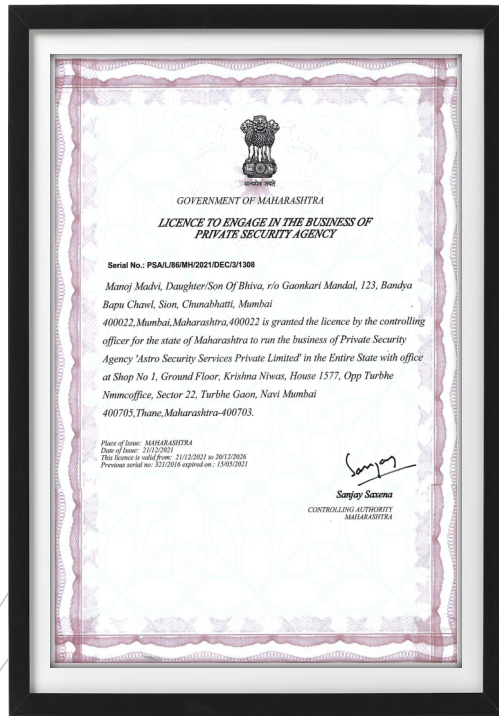 सत्यमेव जयते
GOVERNMENT OF MAHARASHTRA
LICENCE TO ENGAGE IN THE BUSINESS OF
PRIVATE SECURITY AGENCY
Serial No.: PSA/L/86/MH/2021/DEC/3/1308
Manoj Madvi, Daughter/Son Of Bhiva, r/o Gaonkari Mandal, 123, Bandya
Bapu Chawl, Sion, Chunabhatti, Mumbai
400022,Mumbai,Maharashtra,400022 is granted the licence by the controlling
officer for the state of Maharashtra to run the business of Private Security
Agency 'Astro Security Services Private Limited' in the Entire State with office
at Shop No 1, Ground Floor, Krishna Niwas, House 1577, Opp Turbhe
Nmmcoffice, Sector 22, Turbhe Gaon, Navi Mumbai
400705,Thane,Maharashtra-400703.
Place of Issue: MAHARASHTRA
Date of Issue: 21/12/2021
This licence is valid from: 21/12/2021 to 20/12/2026
Previous serial no: 321/2016 expired on : 15/05/2021
Sanjay
Sanjay Saxena
CONTROLLING AUTHORITY
MAHARASHTRA